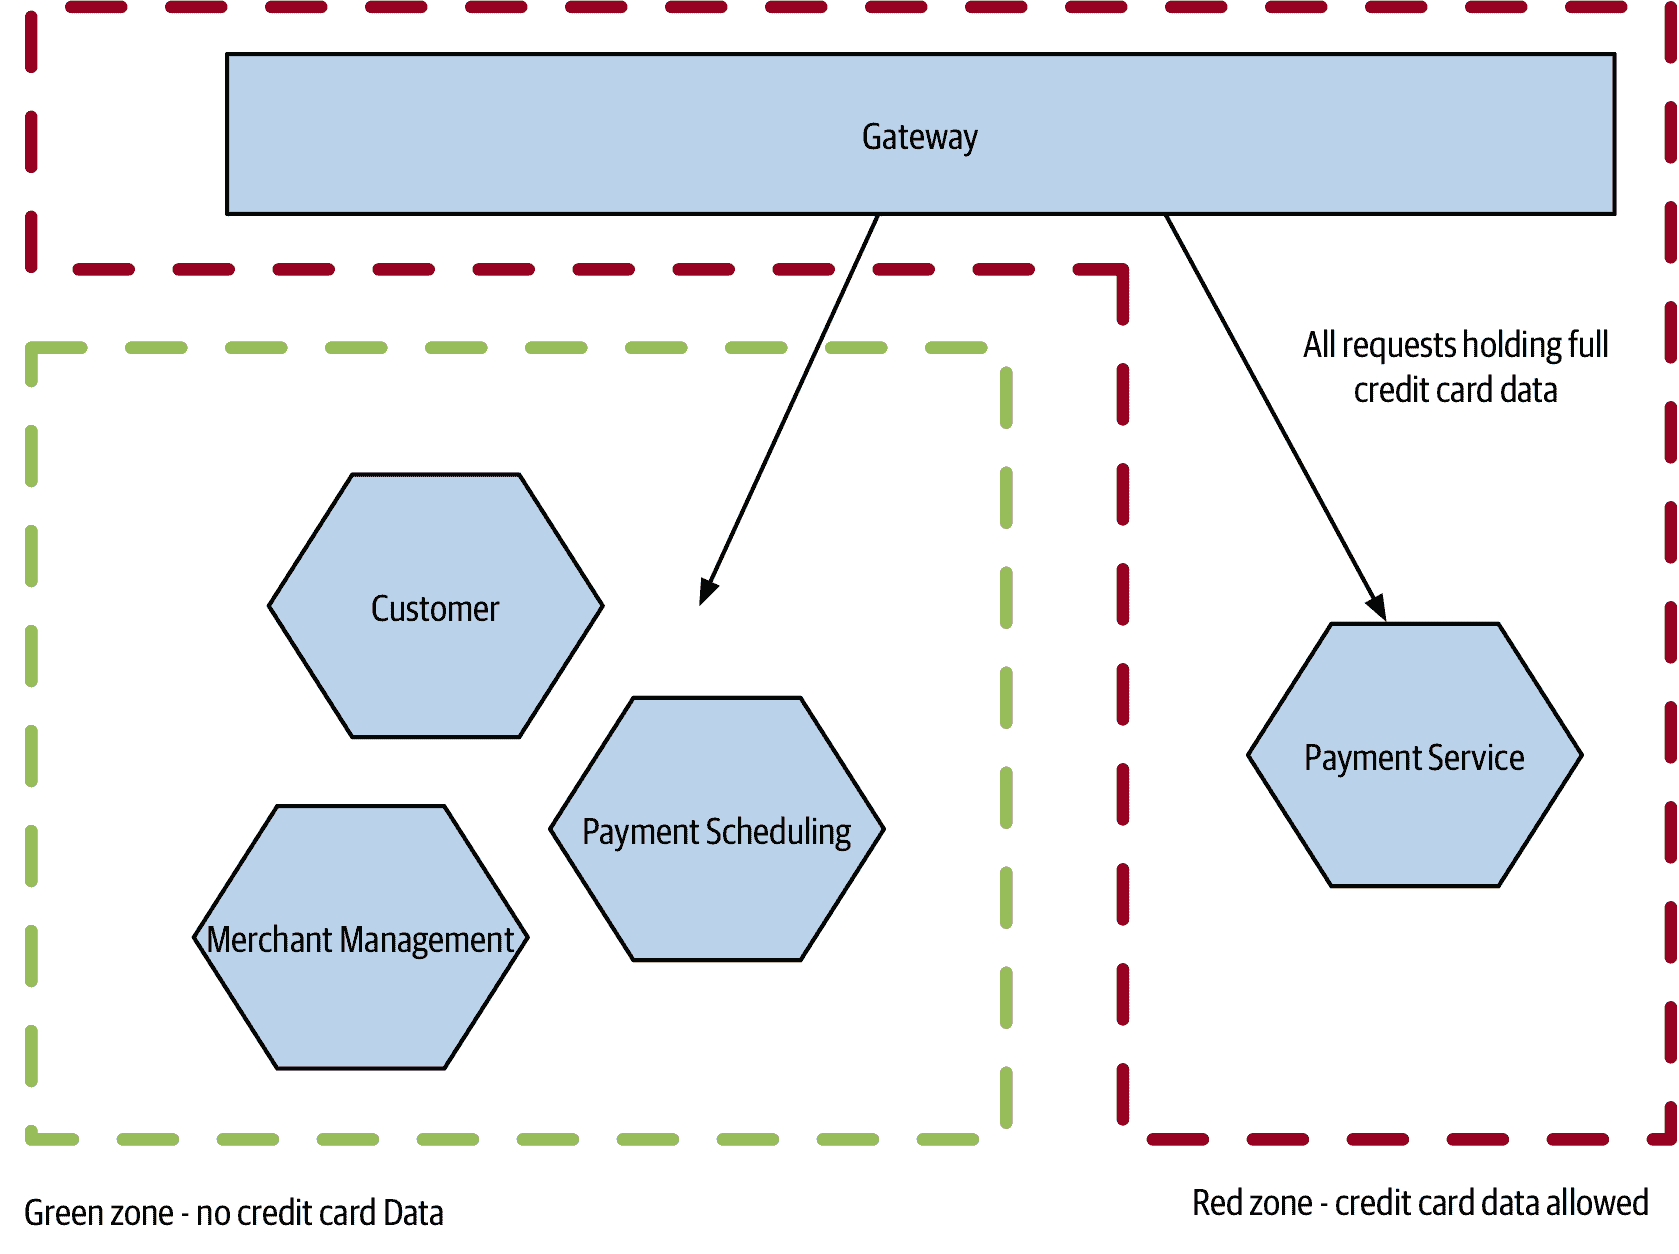 Gateway
All requests holding full
credit card data
Customer
Payment Service
Payment Scheduling
Merchant Management
Green zone - no credit card Data
Red zone - credit card data allowed